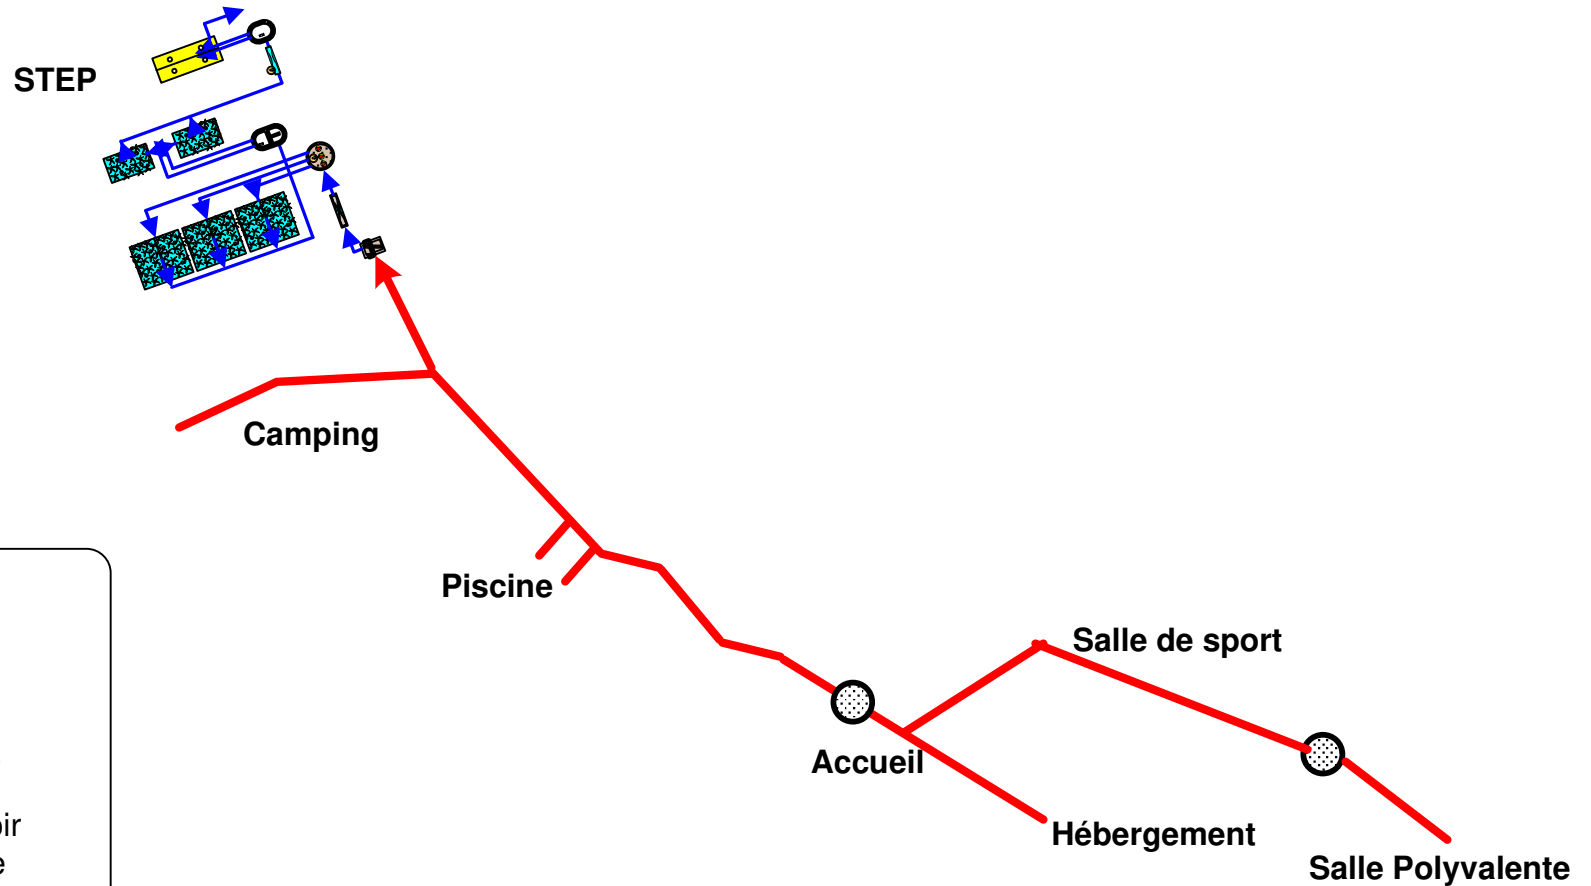 STEP
Camping
Piscine
Salle de sport
Accueil
Hébergement
Salle Polyvalente